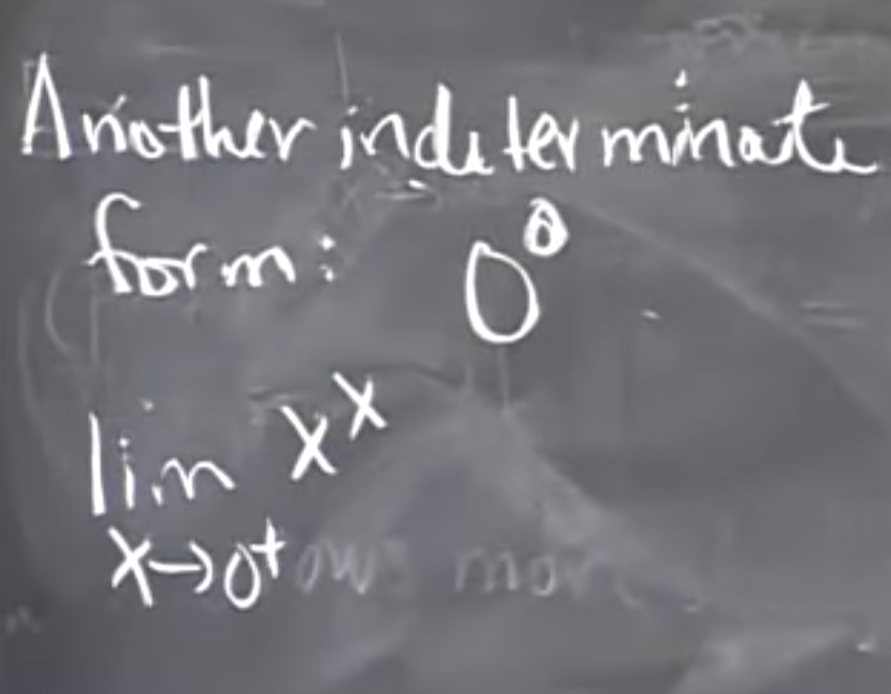 Another indeterminate
form: 0⁰
lim xˣ
x→0⁺